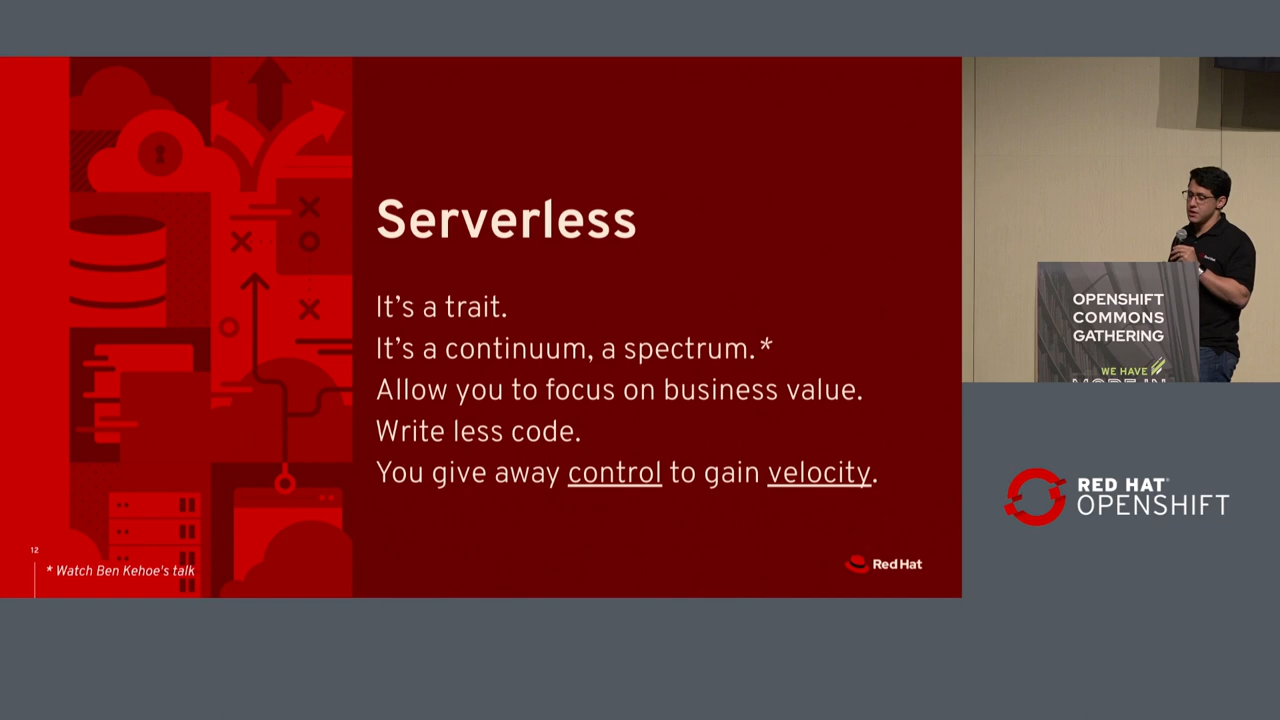 Serverless
It's a trait.
It's a continuum, a spectrum.*
Allow you to focus on business value.
Write less code.
You give away control to gain velocity.
12
* Watch Ben Kehoe's talk
Red Hat
OPENSHIFT
COMMONS
GATHERING
WE HAVE
MORE IN
RED HAT®
OPENSHIFT